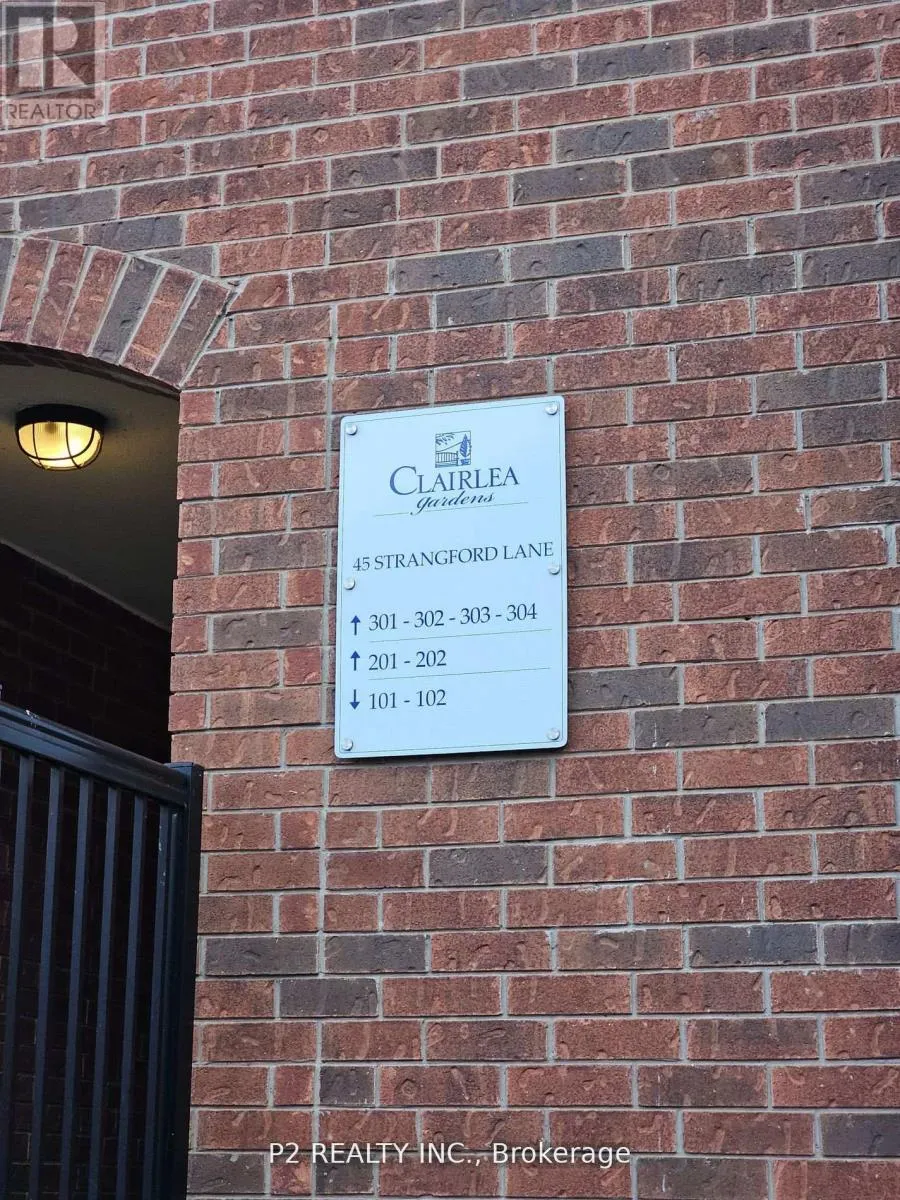 REALTOR
CLAIRLEA
gardens
45 STRANGFORD LANE
↑ 301 - 302 - 303 - 304
↑ 201 - 202
↓ 101 - 102
P2 REALTY INC., Brokerage